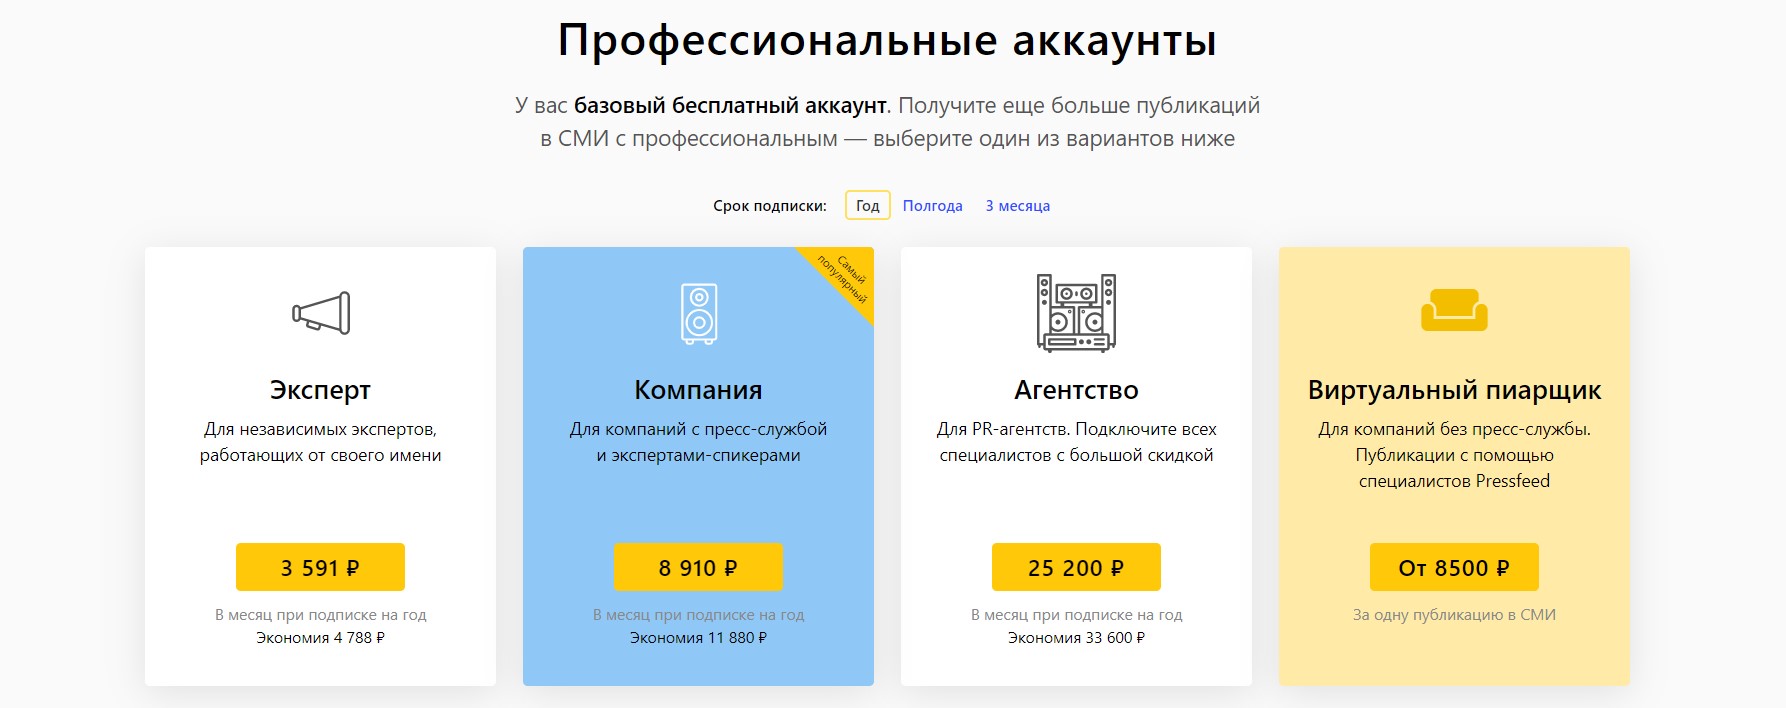 Профессиональные аккаунты
У вас базовый бесплатный аккаунт. Получите еще больше публикаций
в СМИ с профессиональным — выберите один из вариантов ниже
Срок подписки: Год Полгода 3 месяца
Эксперт
Для независимых экспертов,
работающих от своего имени
3 591 ₽
В месяц при подписке на год
Экономия 4 788 ₽
Самый
популярный
Компания
Для компаний с пресс-службой
и экспертами-спикерами
8 910 ₽
В месяц при подписке на год
Экономия 11 880 ₽
Агентство
Для PR-агентств. Подключите всех
специалистов с большой скидкой
25 200 ₽
В месяц при подписке на год
Экономия 33 600 ₽
Виртуальный пиарщик
Для компаний без пресс-службы.
Публикации с помощью
специалистов Pressfeed
От 8500 ₽
За одну публикацию в СМИ